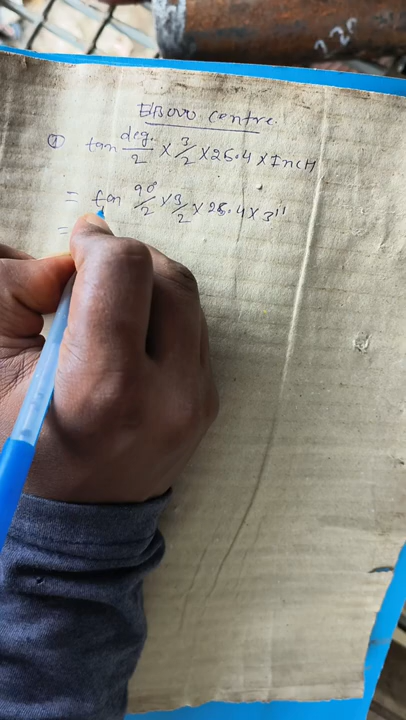 Elbow centre.
① tan deg./2 × 3/2 × 25.4 × IncH
= tan 90°/2 × 3/2 × 25.4 × 3"
=